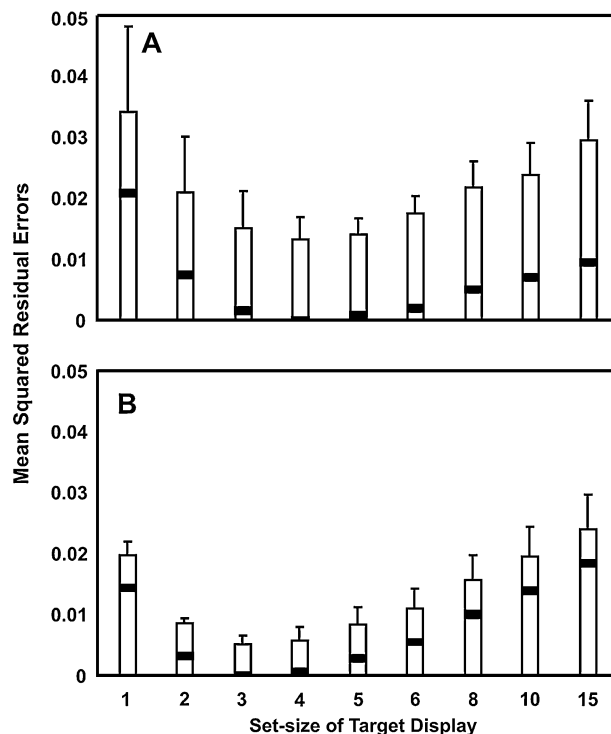 Mean Squared Residual Errors
A
0.05
0.04
0.03
0.02
0.01
0
B
0.05
0.04
0.03
0.02
0.01
0
1 2 3 4 5 6 8 10 15
Set-size of Target Display